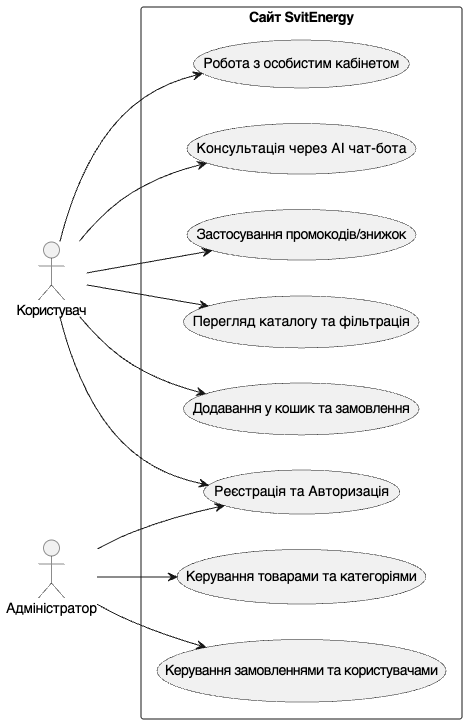 Сайт SvitEnergy
Робота з особистим кабінетом
Консультація через AI чат-бота
Застосування промокодів/знижок
Користувач
Перегляд каталогу та фільтрація
Додавання у кошик та замовлення
Реєстрація та Авторизація
Керування товарами та категоріями
Адміністратор
Керування замовленнями та користувачами